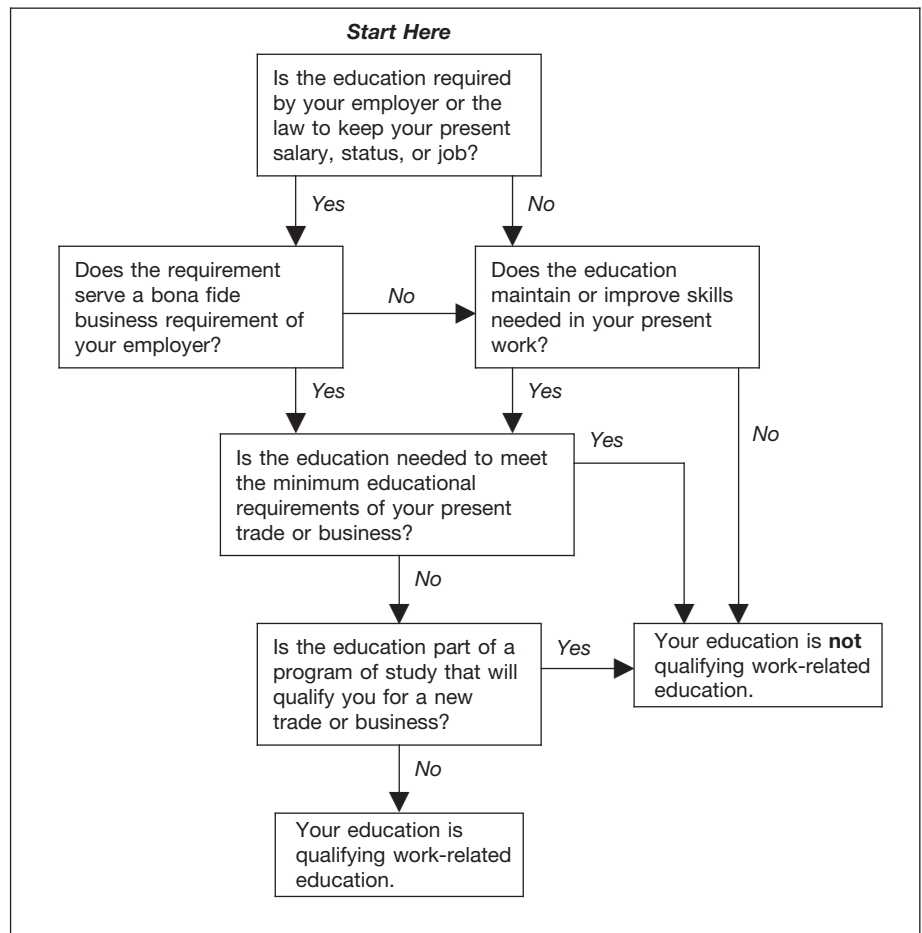 Start Here
Is the education required
by your employer or the
law to keep your present
salary, status, or job?
Yes
No
Does the requirement
serve a bona fide
business requirement of
your employer?
No
Does the education
maintain or improve skills
needed in your present
work?
Yes
Yes
Yes
No
Is the education needed to meet
the minimum educational
requirements of your present
trade or business?
No
Is the education part of a
program of study that will
qualify you for a new
trade or business?
Yes
Your education is not
qualifying work-related
education.
No
Your education is
qualifying work-related
education.